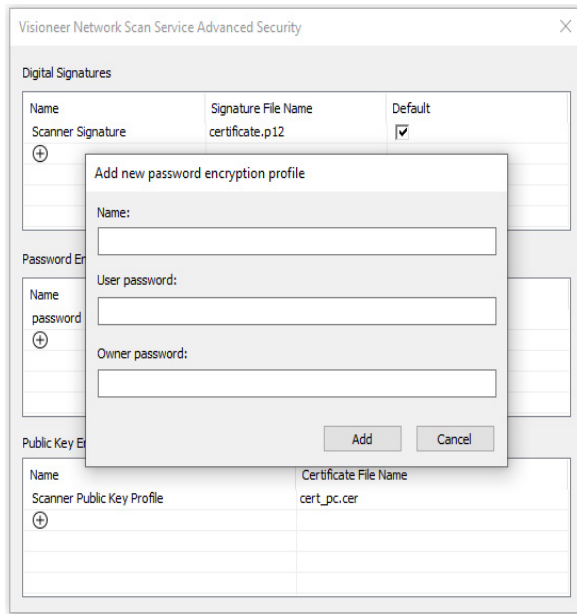 Visioneer Network Scan Service Advanced Security
Digital Signatures
Name Signature File Name Default
Scanner Signature certificate.p12
Add new password encryption profile
Name:
User password:
Owner password:
Add Cancel
Password
Name
password
Public Key
Name Certificate File Name
Scanner Public Key Profile cert_pc.cer